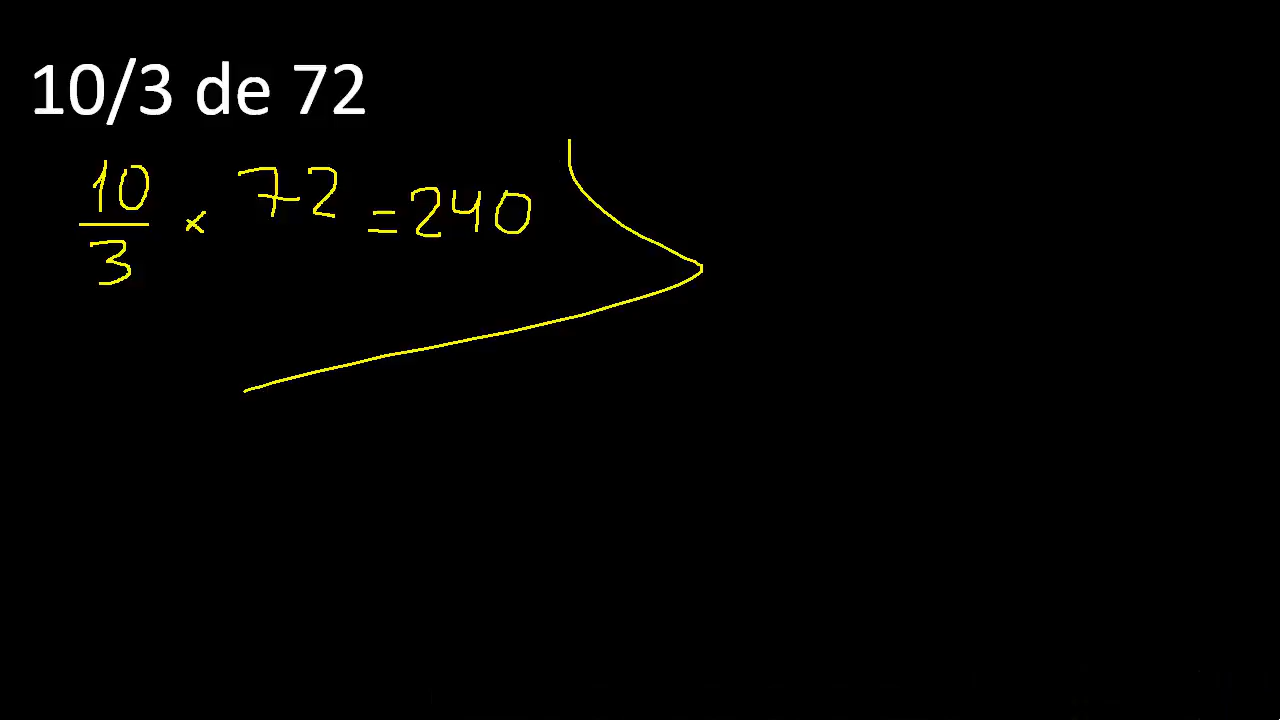 10/3 de 72
10/3 × 72 = 240